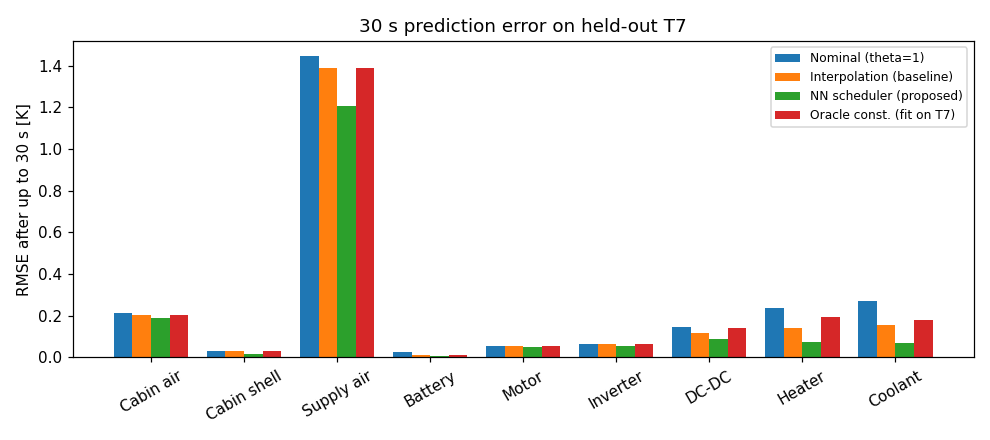 30 s prediction error on held-out T7
RMSE after up to 30 s [K]
1.4
1.2
1.0
0.8
0.6
0.4
0.2
0.0
Nominal (theta=1)
Interpolation (baseline)
NN scheduler (proposed)
Oracle const. (fit on T7)
Cabin air
Cabin shell
Supply air
Battery
Motor
Inverter
DC-DC
Heater
Coolant